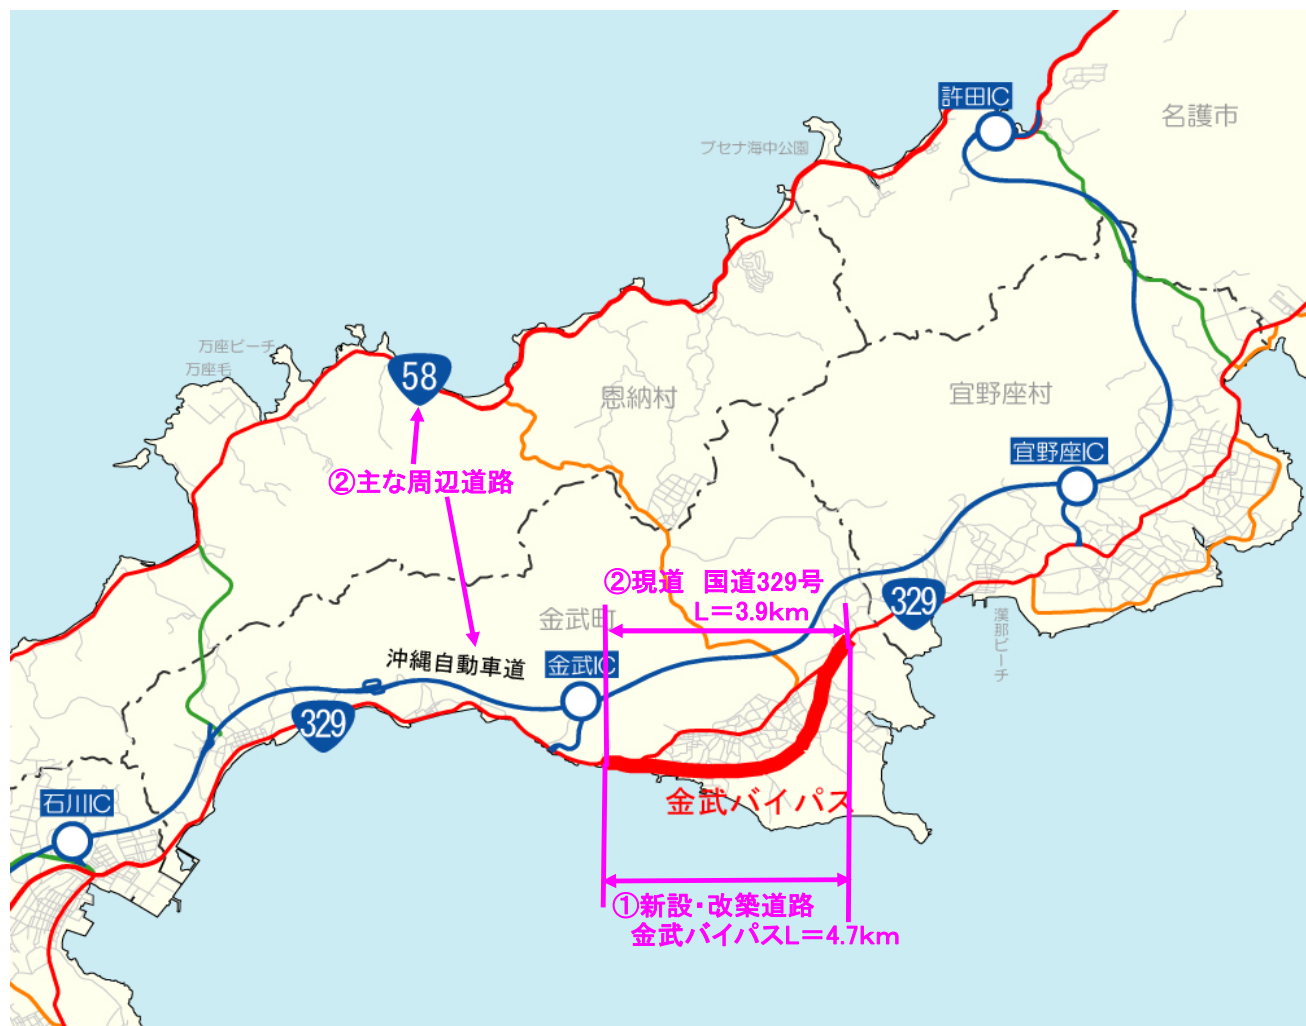 許田IC
名護市
ブセナ海中公園
万座ビーチ
万座毛
58
恩納村
宜野座村
宜野座IC
②主な周辺道路
②現道 国道329号
L=3.9km
金武町
329
漢那ビーチ
沖縄自動車道
金武IC
329
石川IC
金武バイパス
①新設・改築道路
金武バイパスL=4.7km